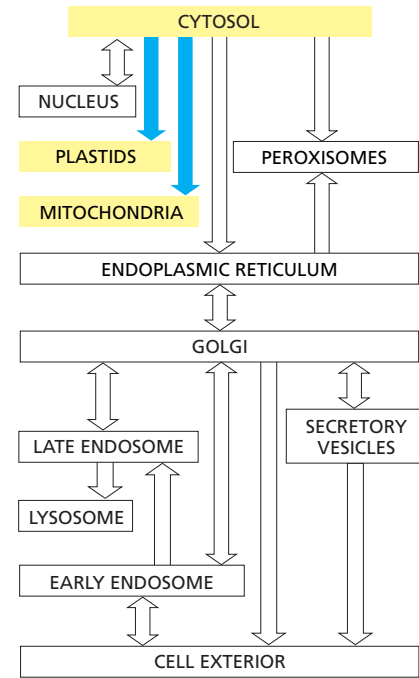 CYTOSOL
NUCLEUS
PLASTIDS
PEROXISOMES
MITOCHONDRIA
ENDOPLASMIC RETICULUM
GOLGI
SECRETORY
VESICLES
LATE ENDOSOME
LYSOSOME
EARLY ENDOSOME
CELL EXTERIOR